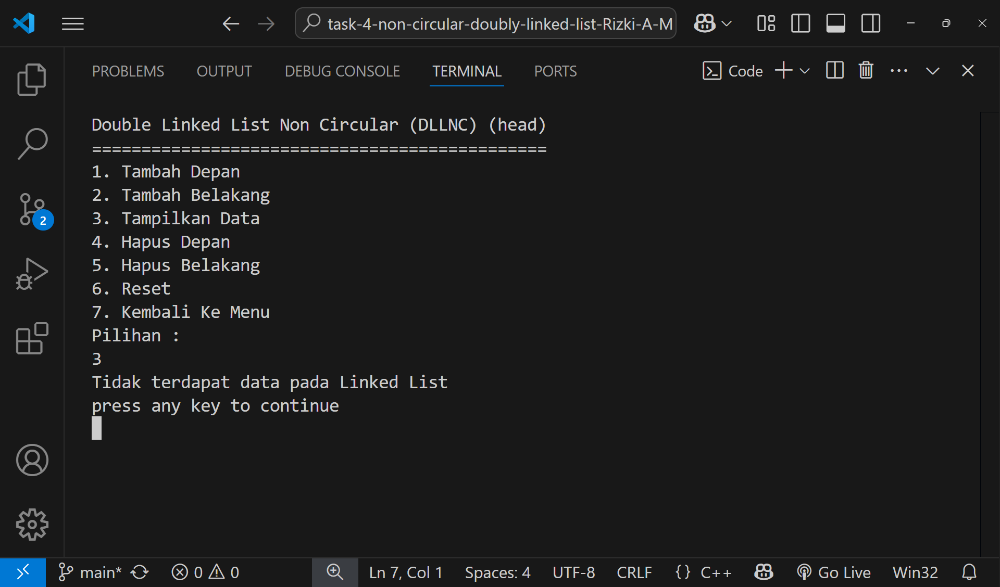 task-4-non-circular-doubly-linked-list-Rizki-A-M
PROBLEMS OUTPUT DEBUG CONSOLE TERMINAL PORTS Code
Double Linked List Non Circular (DLLNC) (head)
==============================================
1. Tambah Depan
2. Tambah Belakang
3. Tampilkan Data
4. Hapus Depan
5. Hapus Belakang
6. Reset
7. Kembali Ke Menu
Pilihan :
3
Tidak terdapat data pada Linked List
press any key to continue
2
main* 0 0 Ln 7, Col 1 Spaces: 4 UTF-8 CRLF {} C++ Go Live Win32